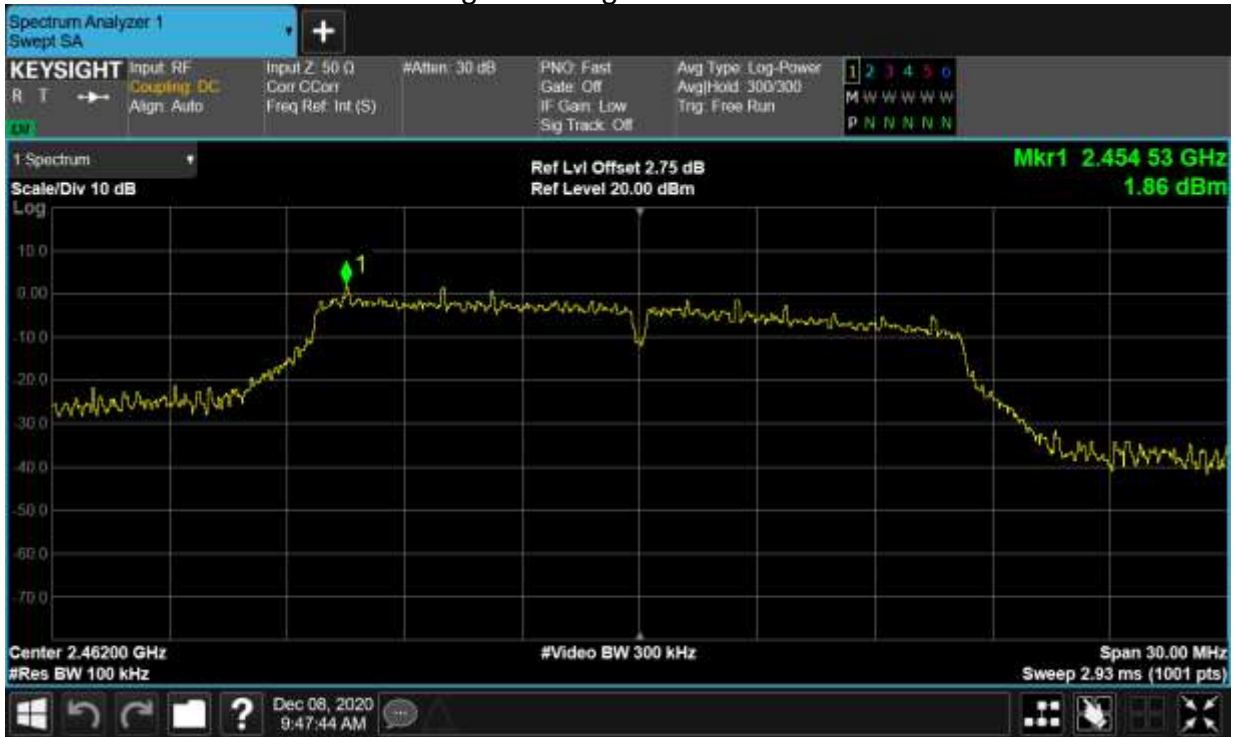 Spectrum Analyzer 1
Swept SA
+
KEYSIGHT
R T
Input: RF
Coupling: DC
Align: Auto
Input Z: 50 Ω
Corr CCorr
Freq Ref: Int (S)
#Atten: 30 dB
PNO: Fast
Gate: Off
IF Gain: Low
Sig Track: Off
Avg Type: Log-Power
Avg|Hold: 300/300
Trig: Free Run
1 2 3 4 5 6
M W W W W W
P N N N N N
1 Spectrum
Scale/Div 10 dB
Log
Ref Lvl Offset 2.75 dB
Ref Level 20.00 dBm
Mkr1 2.454 53 GHz
1.86 dBm
1
10.0
0.00
-10.0
-20.0
-30.0
-40.0
-50.0
-60.0
-70.0
Center 2.46200 GHz
#Res BW 100 kHz
#Video BW 300 kHz
Span 30.00 MHz
Sweep 2.93 ms (1001 pts)
?
Dec 08, 2020
9:47:44 AM